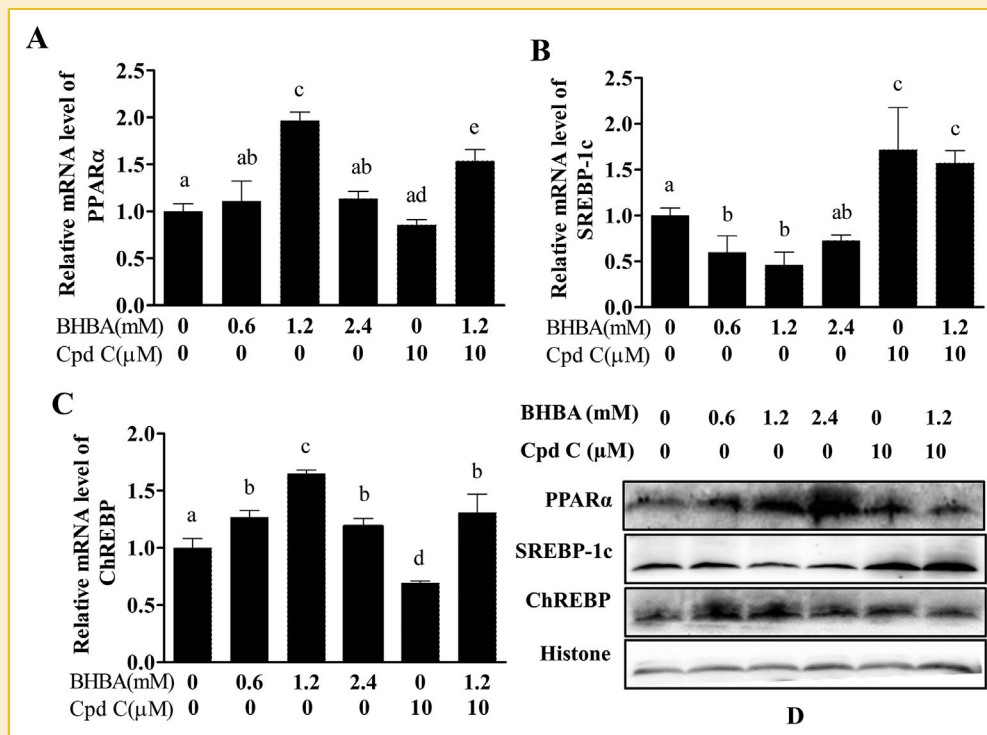 A
Relative mRNA level of
PPARα
2.5
2.0
1.5
1.0
0.5
0.0
a ab c ab ad e
BHBA(mM) 0 0.6 1.2 2.4 0 1.2
Cpd C(μM) 0 0 0 0 10 10
B
Relative mRNA level of
SREBP-1c
2.5
2.0
1.5
1.0
0.5
0.0
a b b ab c c
BHBA(mM) 0 0.6 1.2 2.4 0 1.2
Cpd C(μM) 0 0 0 0 10 10
C
Relative mRNA level of
ChREBP
2.0
1.5
1.0
0.5
0.0
a b c b d b
BHBA(mM) 0 0.6 1.2 2.4 0 1.2
Cpd C(μM) 0 0 0 0 10 10
BHBA (mM) 0 0.6 1.2 2.4 0 1.2
Cpd C (μM) 0 0 0 0 10 10
PPARα
SREBP-1c
ChREBP
Histone
D